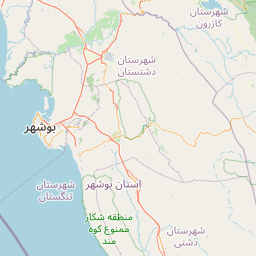 شهرستان
کازرون
شهرستان
دشتستان
بوشهر
شهرستان
تنگستان
استان بوشهر
منطقه شکار
ممنوع کوه
مند
شهرستان
دشتی